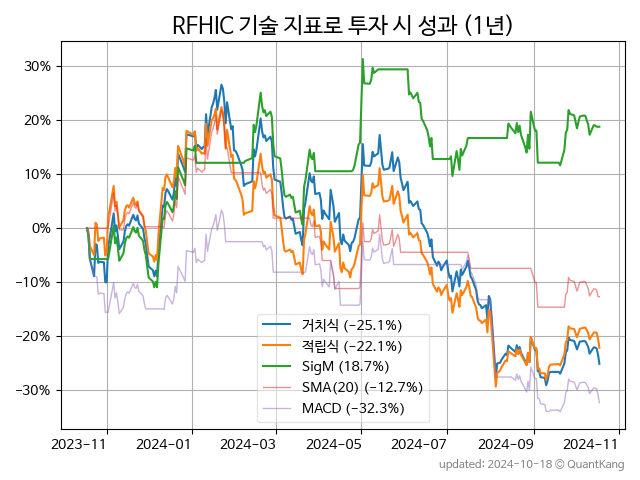 RFHIC 기술 지표로 투자 시 성과 (1년)
30%
20%
10%
0%
−10%
−20%
−30%
거치식 (−25.1%)
적립식 (−22.1%)
SigM (18.7%)
SMA(20) (−12.7%)
MACD (−32.3%)
2023−11
2024−01
2024−03
2024−05
2024−07
2024−09
2024−11
updated: 2024−10−18 © QuantKang